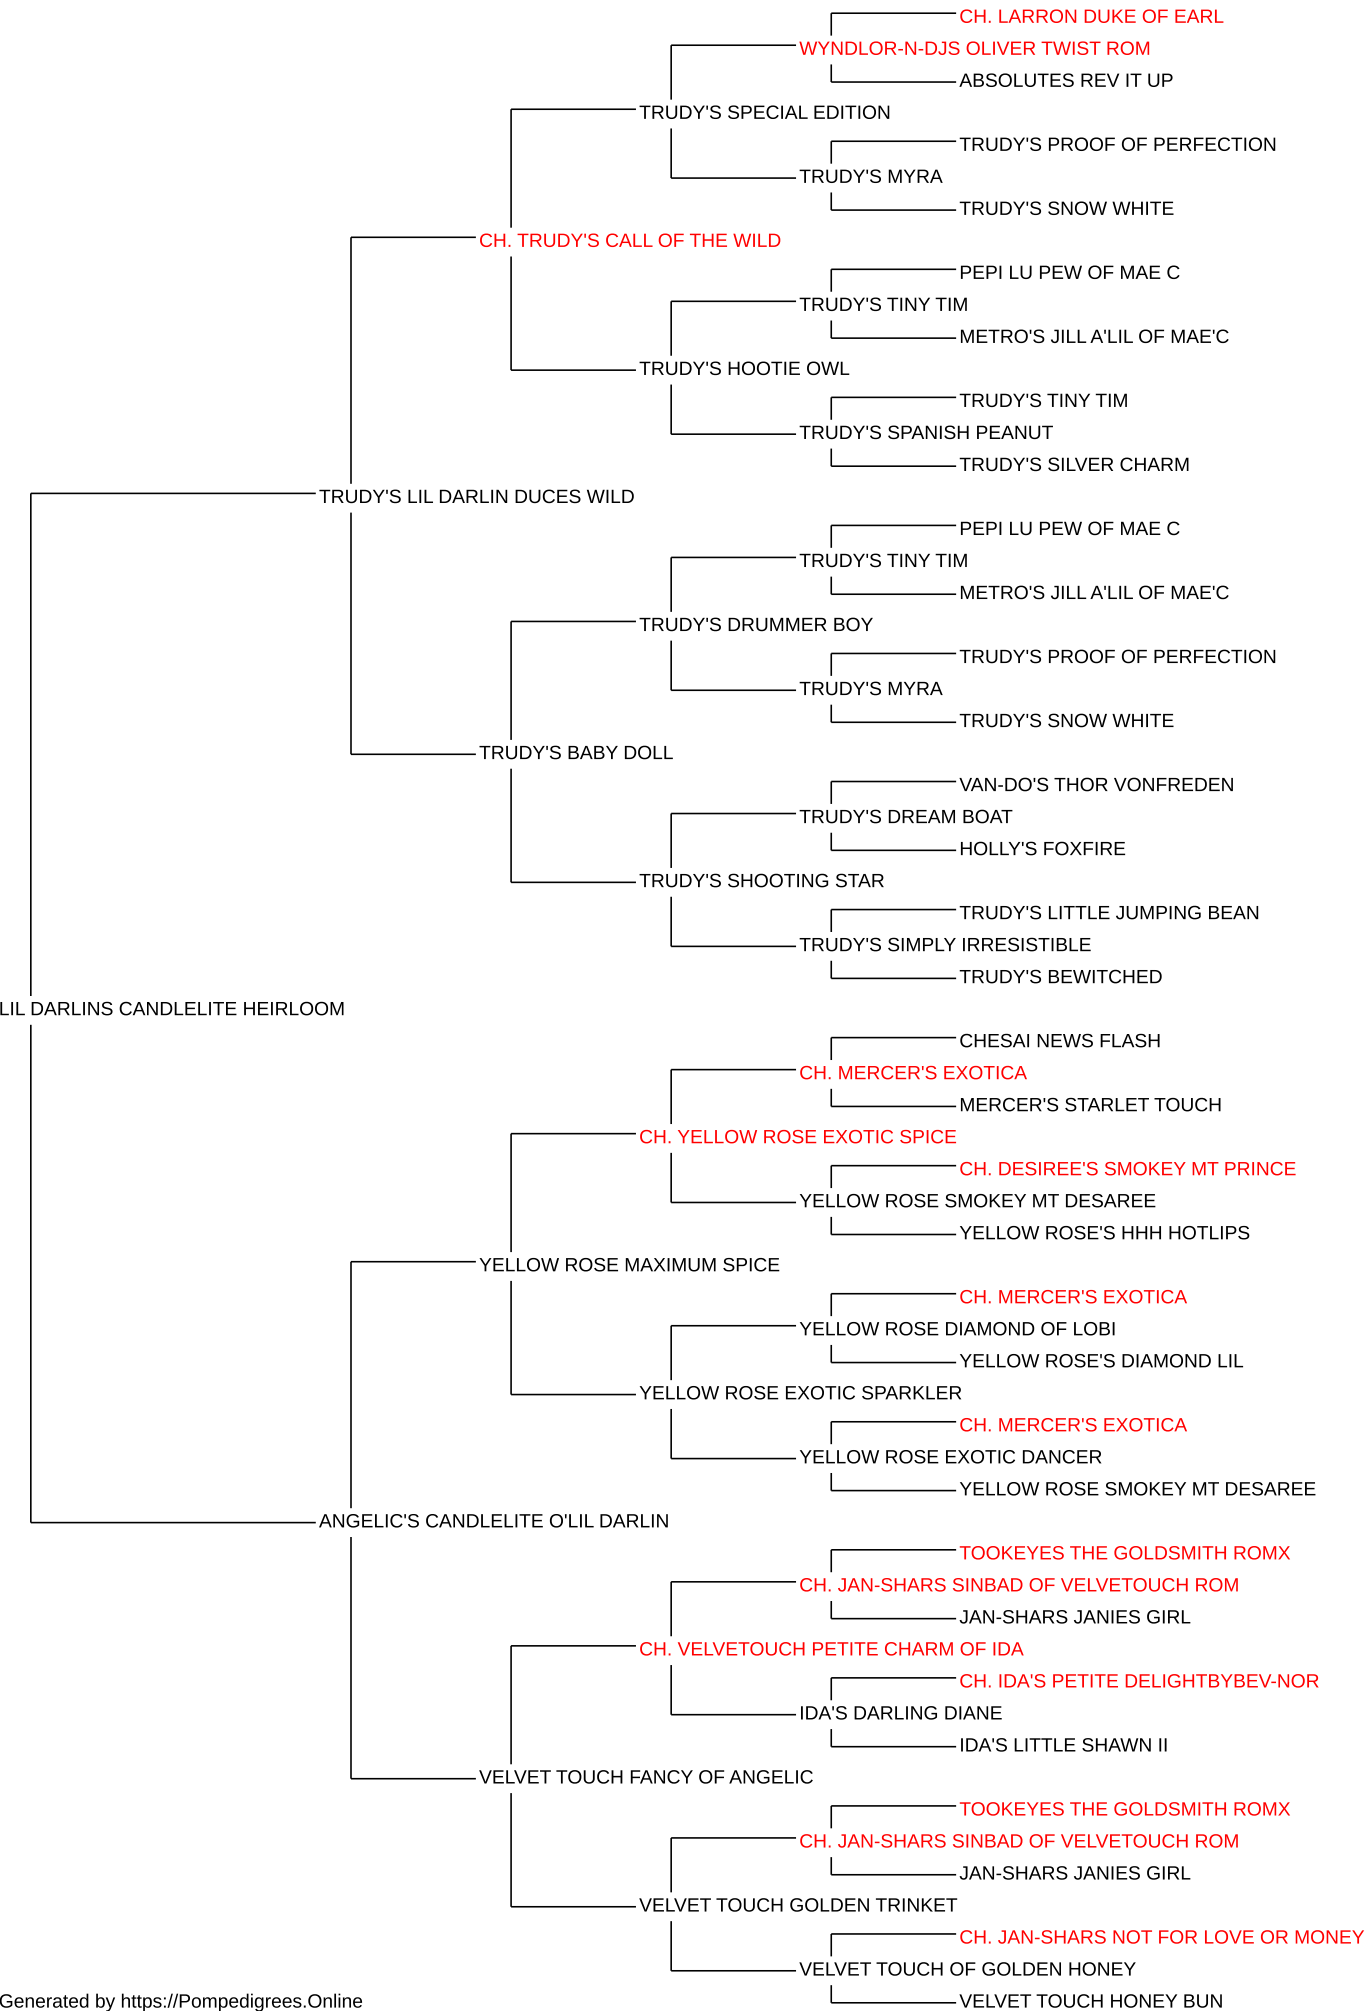 CH. LARRON DUKE OF EARL
WYNDLOR-N-DJS OLIVER TWIST ROM
ABSOLUTES REV IT UP
TRUDY'S SPECIAL EDITION
TRUDY'S PROOF OF PERFECTION
TRUDY'S MYRA
TRUDY'S SNOW WHITE
CH. TRUDY'S CALL OF THE WILD
PEPI LU PEW OF MAE C
TRUDY'S TINY TIM
METRO'S JILL A'LIL OF MAE'C
TRUDY'S HOOTIE OWL
TRUDY'S TINY TIM
TRUDY'S SPANISH PEANUT
TRUDY'S SILVER CHARM
TRUDY'S LIL DARLIN DUCES WILD
PEPI LU PEW OF MAE C
TRUDY'S TINY TIM
METRO'S JILL A'LIL OF MAE'C
TRUDY'S DRUMMER BOY
TRUDY'S PROOF OF PERFECTION
TRUDY'S MYRA
TRUDY'S SNOW WHITE
TRUDY'S BABY DOLL
VAN-DO'S THOR VONFREDEN
TRUDY'S DREAM BOAT
HOLLY'S FOXFIRE
TRUDY'S SHOOTING STAR
TRUDY'S LITTLE JUMPING BEAN
TRUDY'S SIMPLY IRRESISTIBLE
TRUDY'S BEWITCHED
LIL DARLINS CANDLELITE HEIRLOOM
CHESAI NEWS FLASH
CH. MERCER'S EXOTICA
MERCER'S STARLET TOUCH
CH. YELLOW ROSE EXOTIC SPICE
CH. DESIREE'S SMOKEY MT PRINCE
YELLOW ROSE SMOKEY MT DESAREE
YELLOW ROSE'S HHH HOTLIPS
YELLOW ROSE MAXIMUM SPICE
CH. MERCER'S EXOTICA
YELLOW ROSE DIAMOND OF LOBI
YELLOW ROSE'S DIAMOND LIL
YELLOW ROSE EXOTIC SPARKLER
CH. MERCER'S EXOTICA
YELLOW ROSE EXOTIC DANCER
YELLOW ROSE SMOKEY MT DESAREE
ANGELIC'S CANDLELITE O'LIL DARLIN
TOOKEYES THE GOLDSMITH ROMX
CH. JAN-SHARS SINBAD OF VELVETOUCH ROM
JAN-SHARS JANIES GIRL
CH. VELVETOUCH PETITE CHARM OF IDA
CH. IDA'S PETITE DELIGHTBYBEV-NOR
IDA'S DARLING DIANE
IDA'S LITTLE SHAWN II
VELVET TOUCH FANCY OF ANGELIC
TOOKEYES THE GOLDSMITH ROMX
CH. JAN-SHARS SINBAD OF VELVETOUCH ROM
JAN-SHARS JANIES GIRL
VELVET TOUCH GOLDEN TRINKET
CH. JAN-SHARS NOT FOR LOVE OR MONEY
VELVET TOUCH OF GOLDEN HONEY
VELVET TOUCH HONEY BUN
Generated by https://Pompedigrees.Online